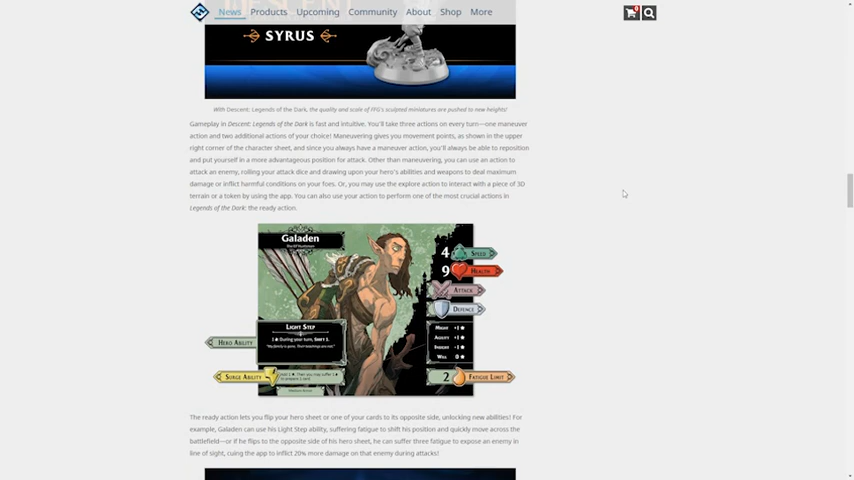 News Products Upcoming Community About Shop More
SYRUS
With Descent: Legends of the Dark, the quality and scale of FFG's sculpted miniatures are pushed to new heights!
Gameplay in Descent: Legends of the Dark is fast and intuitive. You'll take three actions on every turn—one maneuver
action and two additional actions of your choice! Maneuvering gives you movement points, as shown in the upper
right corner of the character sheet, and since you always have a maneuver action, you'll always be able to reposition
and put yourself in a more advantageous position for attack. Other than maneuvering, you can use an action to
attack an enemy, rolling your attack dice and drawing upon your hero's abilities and weapons to deal maximum
damage or inflict harmful conditions on your foes. Or, you may use the explore action to interact with a piece of 3D
terrain or a token by using the app. You can also use your action to perform one of the most crucial actions in
Legends of the Dark: the ready action.
Galaden
4 SPEED
9 HEALTH
ATTACK
DEFENCE
LIGHT STEP
During your turn, SHIFT 1.
HERO ABILITY
MIGHT +1
AGILITY +1
INSIGHT +1
WILL 0
SURGE ABILITY
2 FATIGUE LIMIT
The ready action lets you flip your hero sheet or one of your cards to its opposite side, unlocking new abilities! For
example, Galaden can use his Light Step ability, suffering fatigue to shift his position and quickly move across the
battlefield—or if he flips to the opposite side of his hero sheet, he can suffer three fatigue to expose an enemy in
line of sight, cuing the app to inflict 20% more damage on that enemy during attacks!